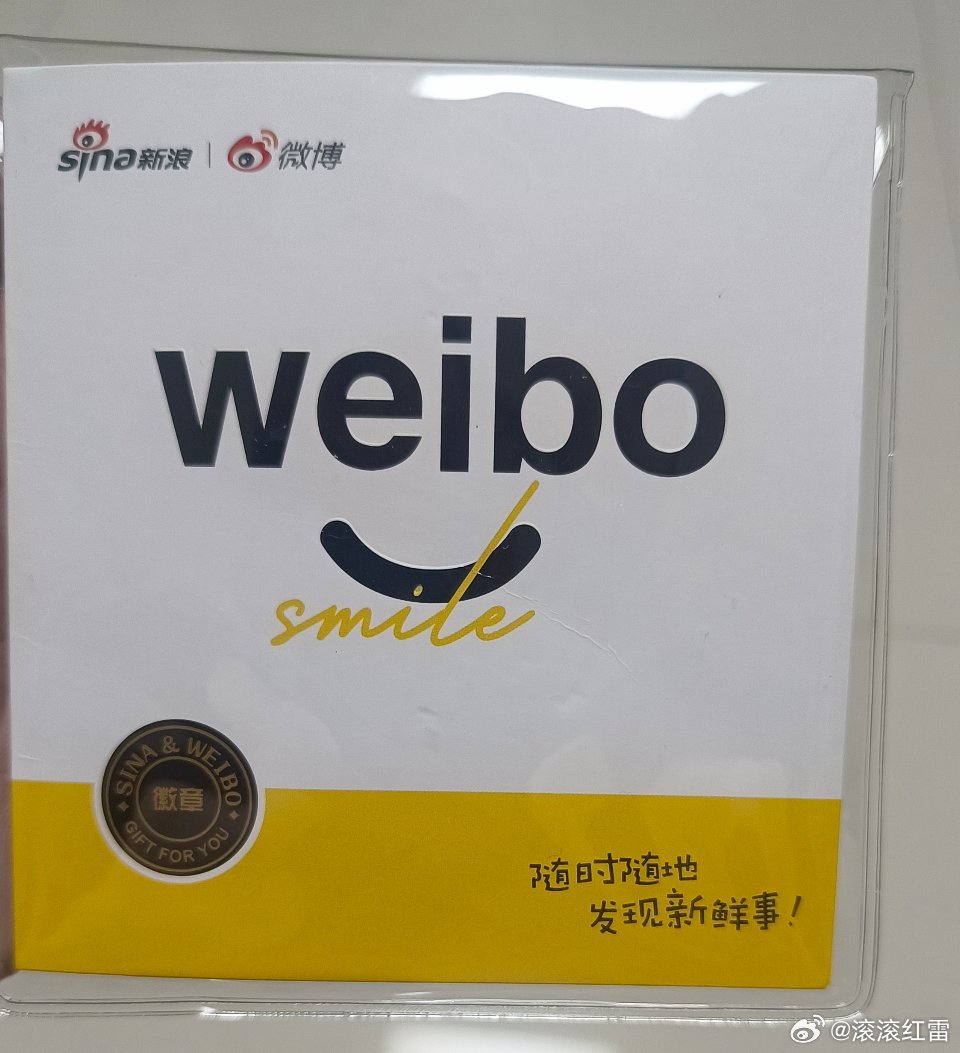 sina新浪 | 微博
weibo
smile
SINA & WEIBO
徽章
GIFT FOR YOU
随时随地
发现新鲜事!
@滚滚红雷